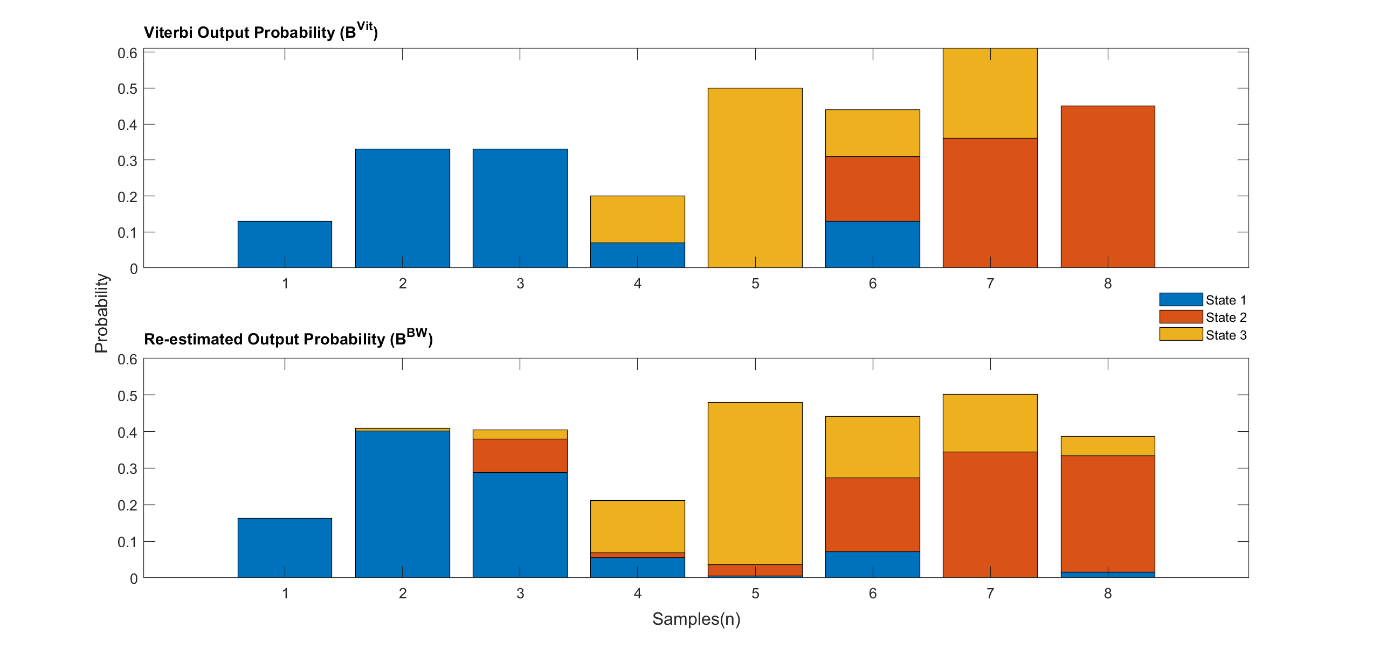 Viterbi Output Probability (B^Vit)
0.6
0.5
0.4
0.3
0.2
0.1
0
1 2 3 4 5 6 7 8
State 1
State 2
State 3
Probability
Re-estimated Output Probability (B^BW)
0.6
0.5
0.4
0.3
0.2
0.1
0
1 2 3 4 5 6 7 8
Samples(n)